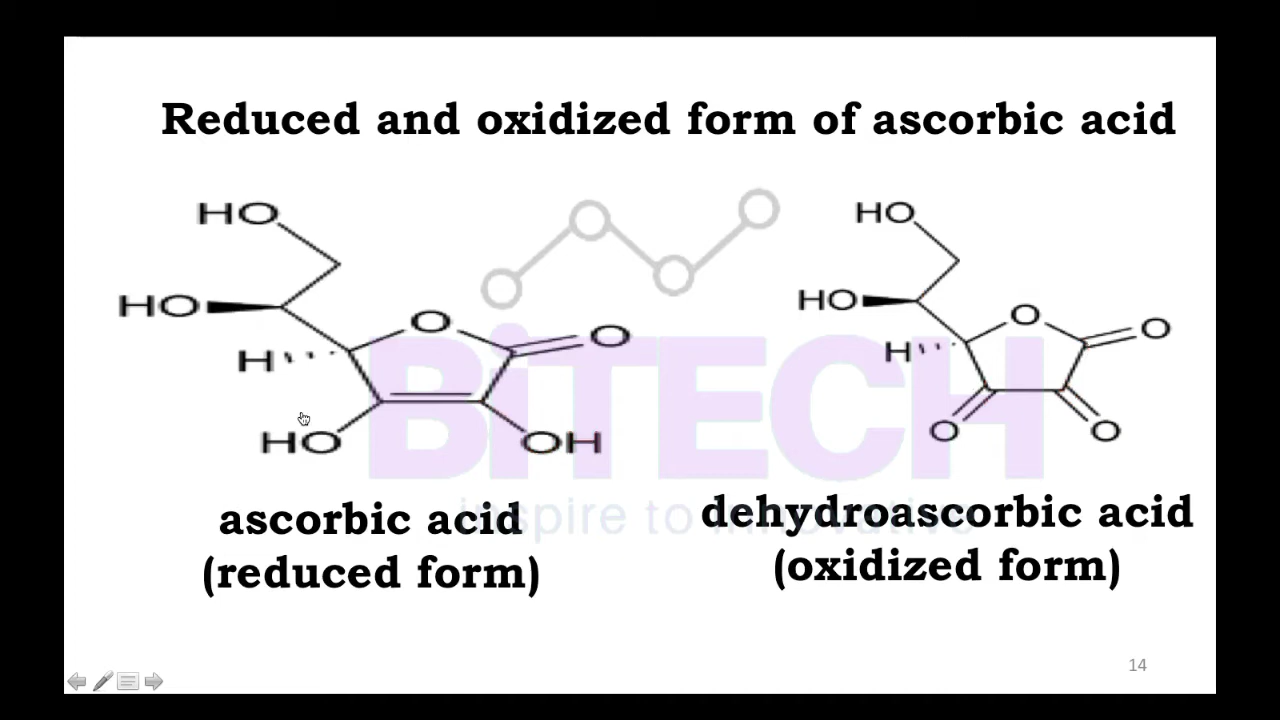 Reduced and oxidized form of ascorbic acid
HO
HO
H
O
O
HO
OH
HO
HO
H
O
O
O
O
BiTECH
inspire to innovative
ascorbic acid
(reduced form)
dehydroascorbic acid
(oxidized form)
14